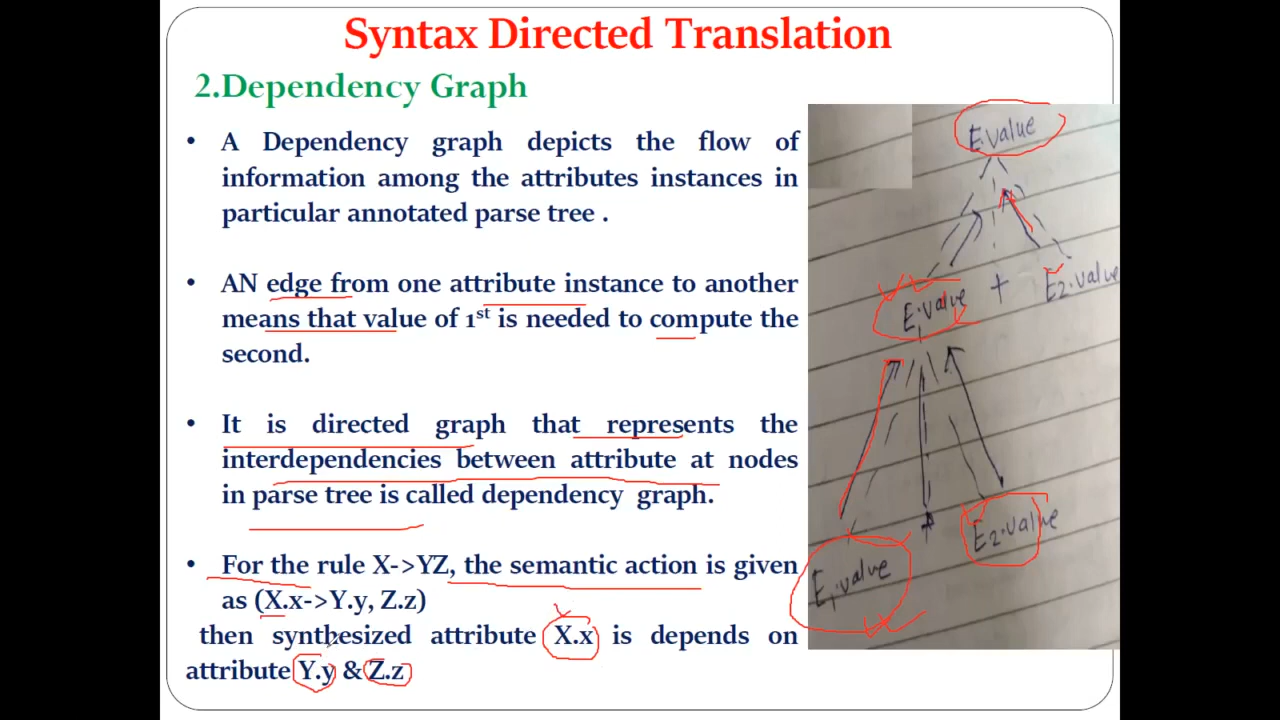 Syntax Directed Translation
2.Dependency Graph
• A Dependency graph depicts the flow of
information among the attributes instances in
particular annotated parse tree .
• AN edge from one attribute instance to another
means that value of 1st is needed to compute the
second.
• It is directed graph that represents the
interdependencies between attribute at nodes
in parse tree is called dependency graph.
• For the rule X->YZ, the semantic action is given
as (X.x->Y.y, Z.z)
then synthesized attribute X.x is depends on
attribute Y.y & Z.z
E.value
E.value + E2.value
E1.value + E2.value